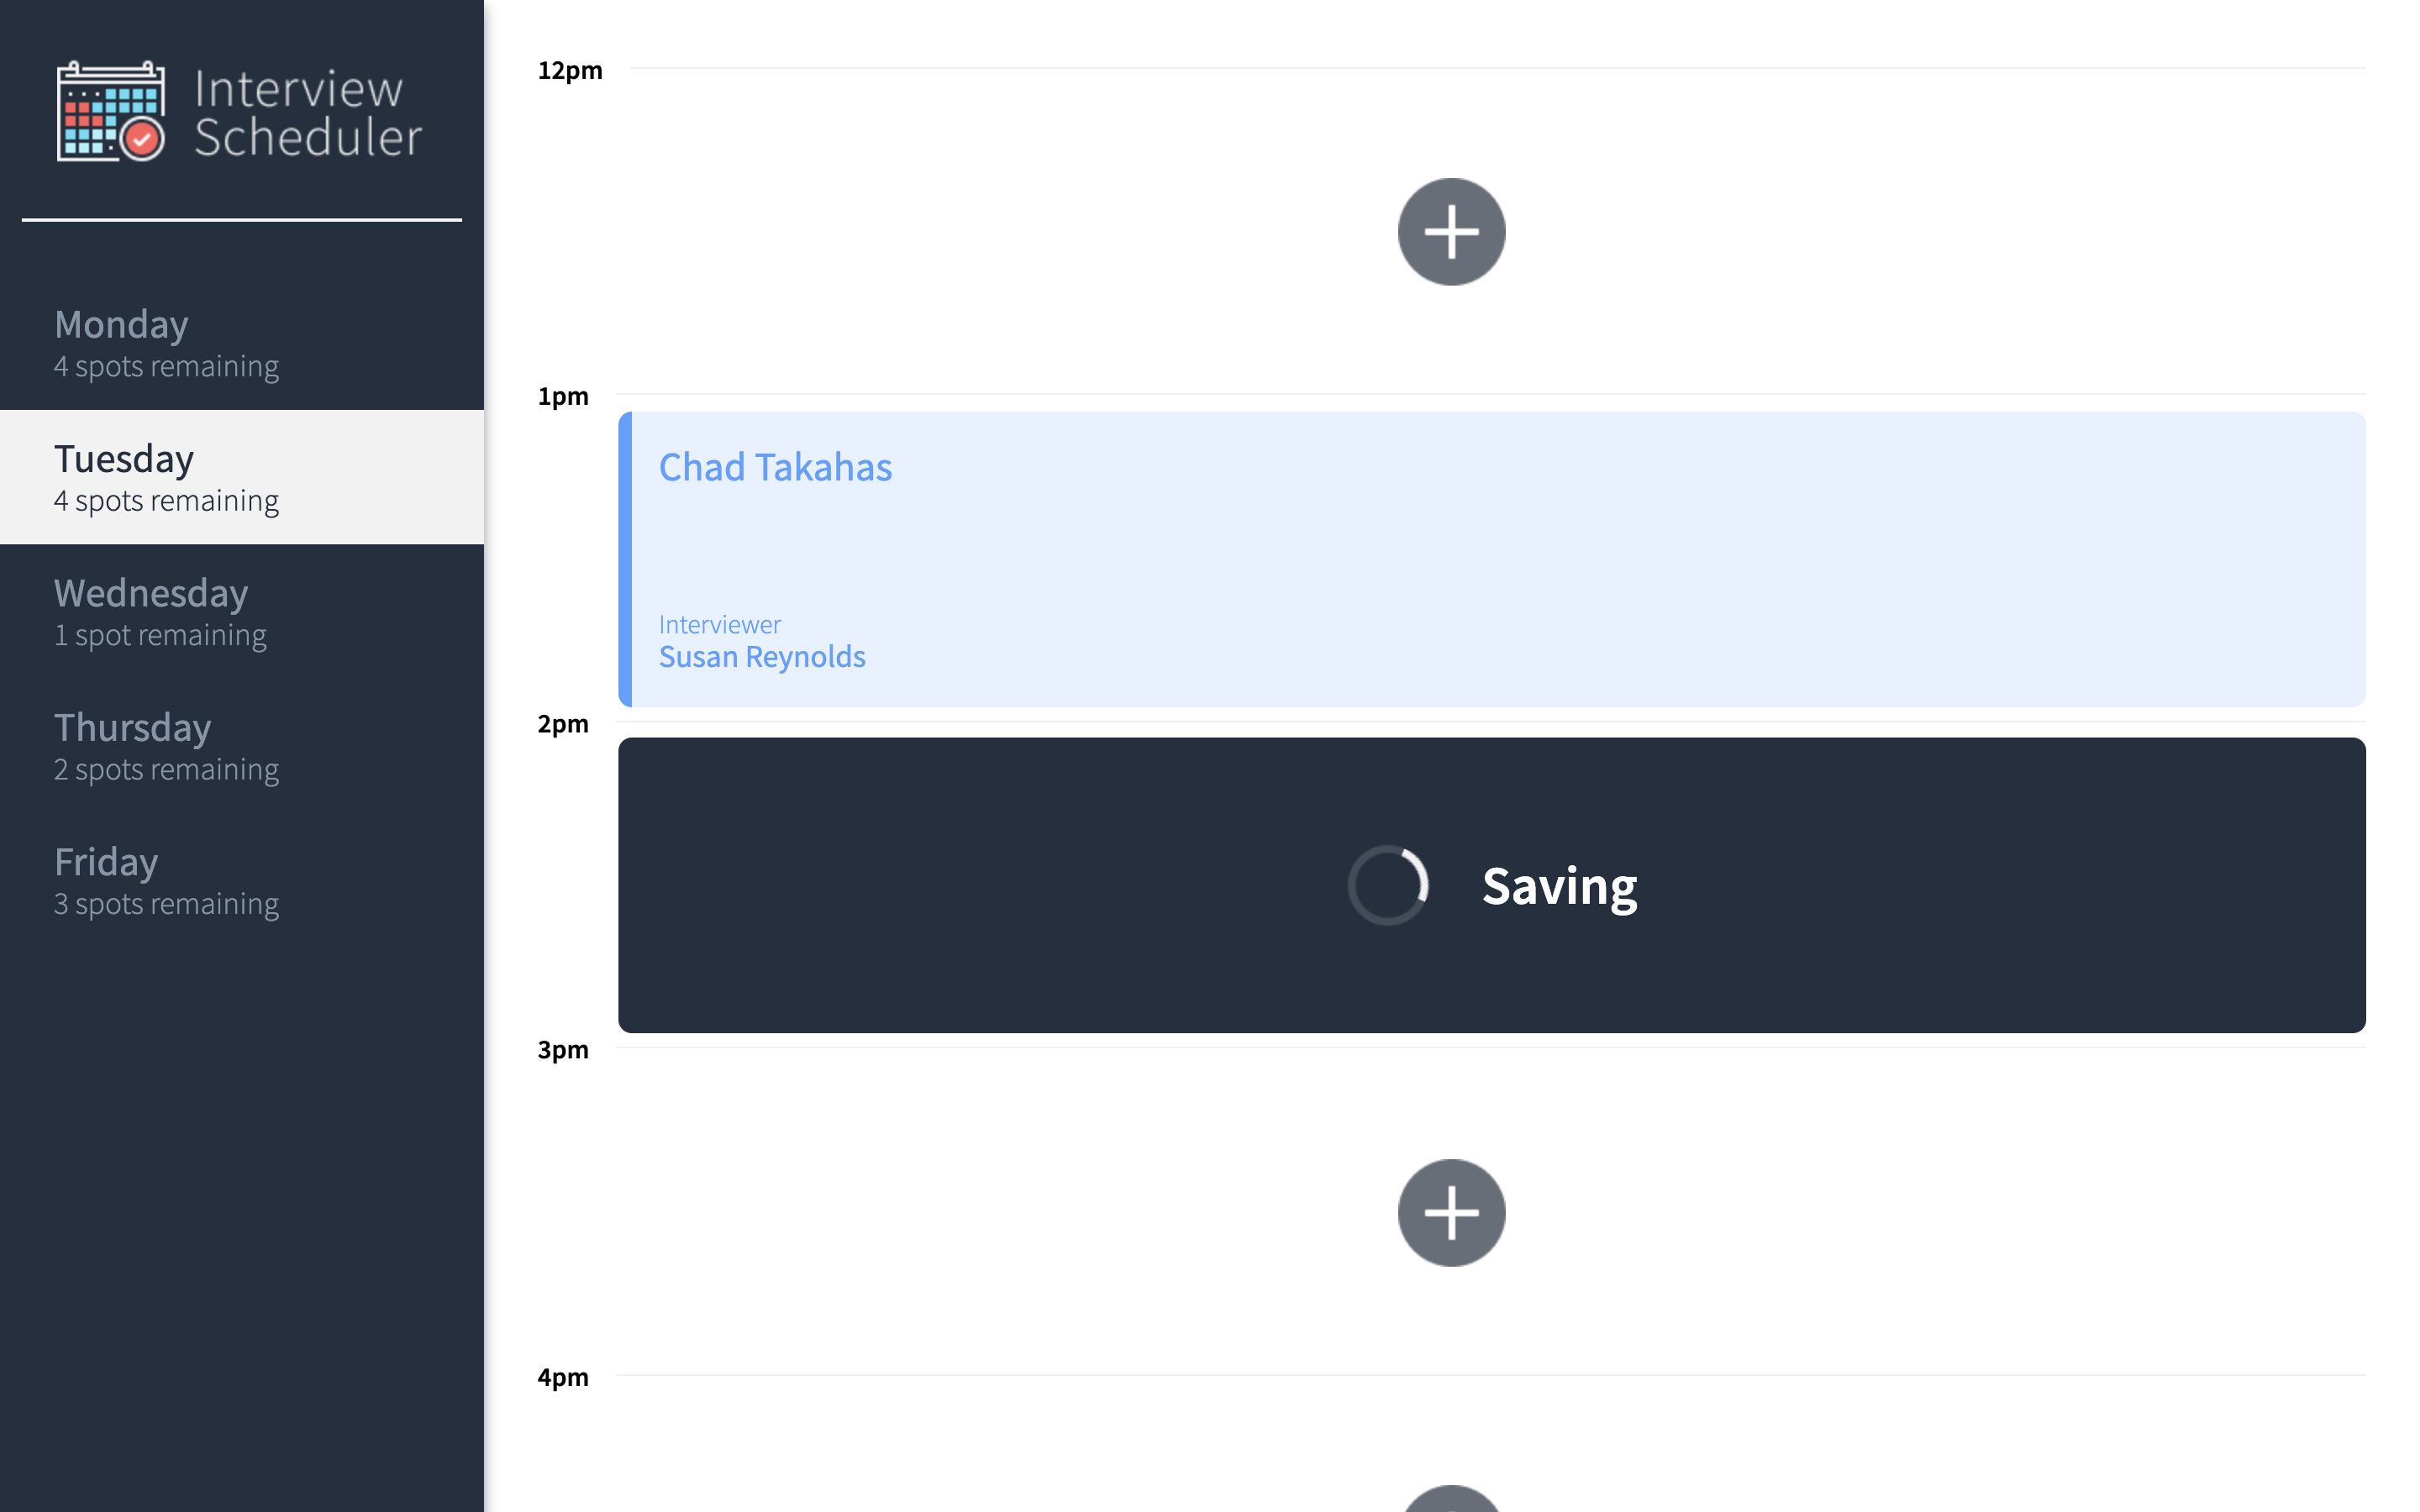 Interview
Scheduler
Monday
4 spots remaining
Tuesday
4 spots remaining
Wednesday
1 spot remaining
Thursday
2 spots remaining
Friday
3 spots remaining
12pm
1pm
Chad Takahas
Interviewer
Susan Reynolds
2pm
Saving
3pm
4pm